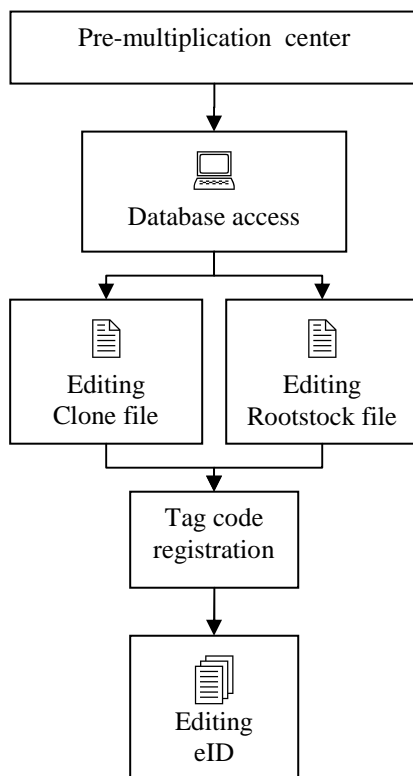 Pre-multiplication center
Database access
Editing
Clone file
Editing
Rootstock file
Tag code
registration
Editing
eID